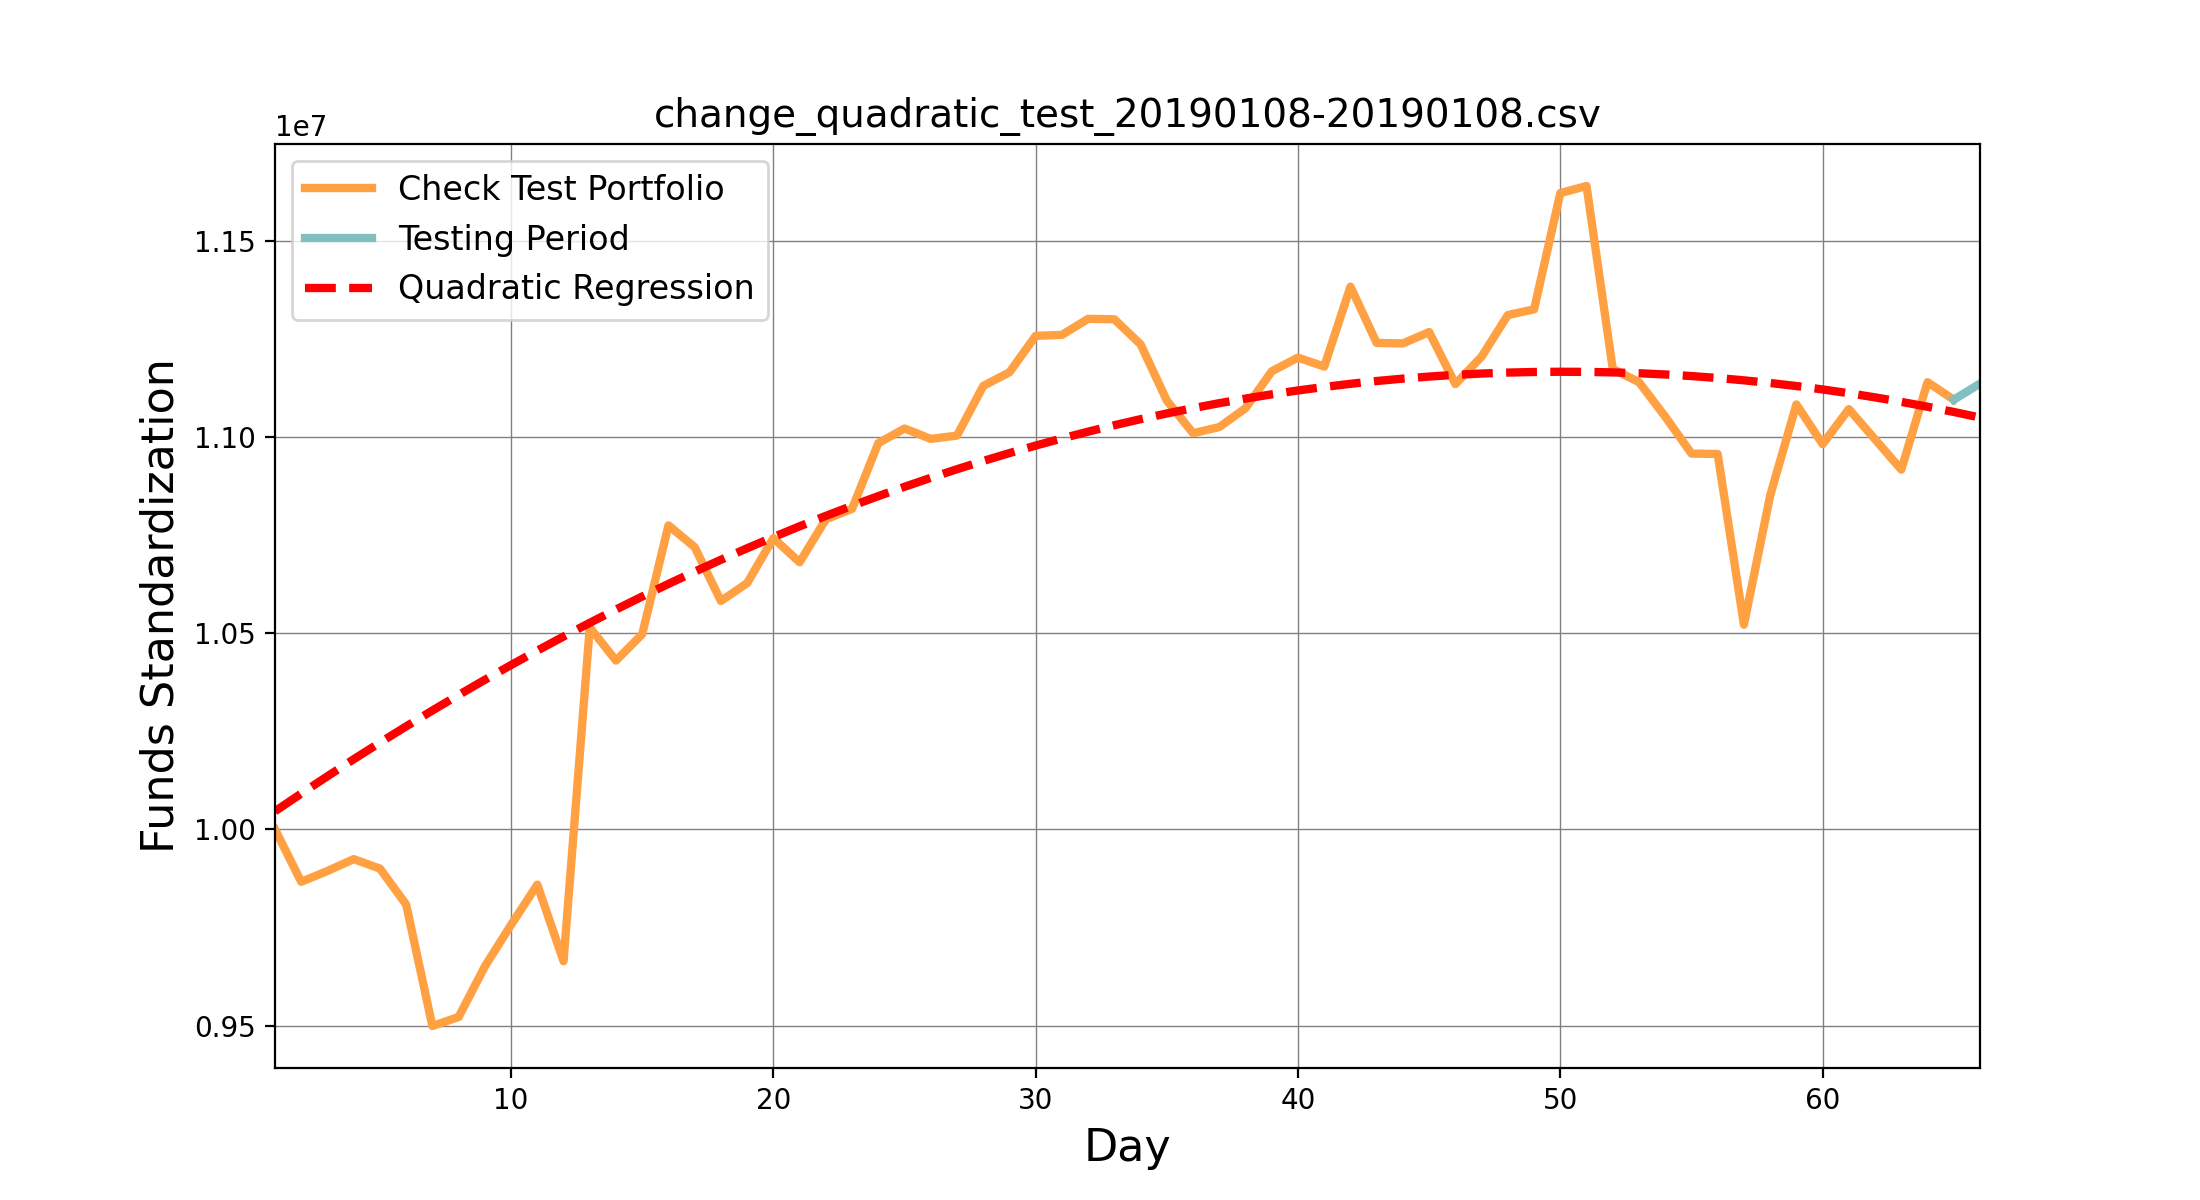 change_quadratic_test_20190108-20190108.csv
1e7
Check Test Portfolio
Testing Period
Quadratic Regression
Funds Standardization
1.15
1.10
1.05
1.00
0.95
10 20 30 40 50 60
Day